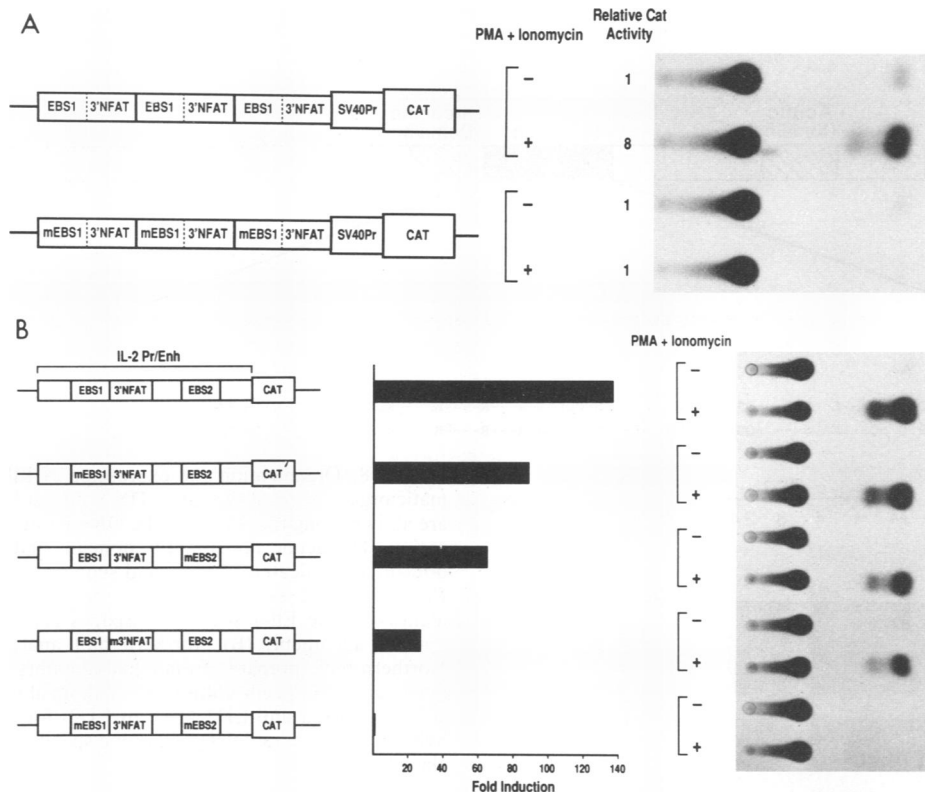 A
PMA + Ionomycin
Relative Cat
Activity
EBS1 3'NFAT EBS1 3'NFAT EBS1 3'NFAT SV40Pr CAT
− 1
+ 8
mEBS1 3'NFAT mEBS1 3'NFAT mEBS1 3'NFAT SV40Pr CAT
− 1
+ 1
B
IL-2 Pr/Enh
PMA + Ionomycin
EBS1 3'NFAT EBS2 CAT
−
+
mEBS1 3'NFAT EBS2 CAT
−
+
EBS1 3'NFAT mEBS2 CAT
−
+
EBS1 m3'NFAT EBS2 CAT
−
+
mEBS1 3'NFAT mEBS2 CAT
−
+
20 40 60 80 100 120 140
Fold Induction